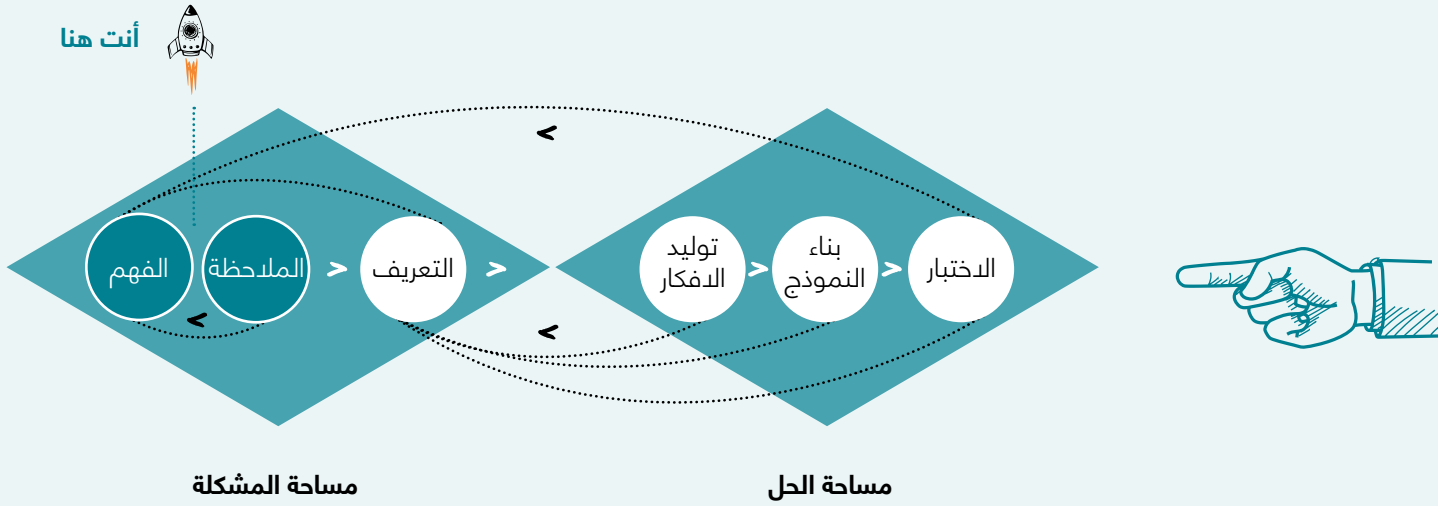 أنت هنا
الفهم
الملاحظة
>
التعريف
>
توليد
الافكار
>
بناء
النموذج
>
الاختبار
<
<
<
مساحة المشكلة
مساحة الحل